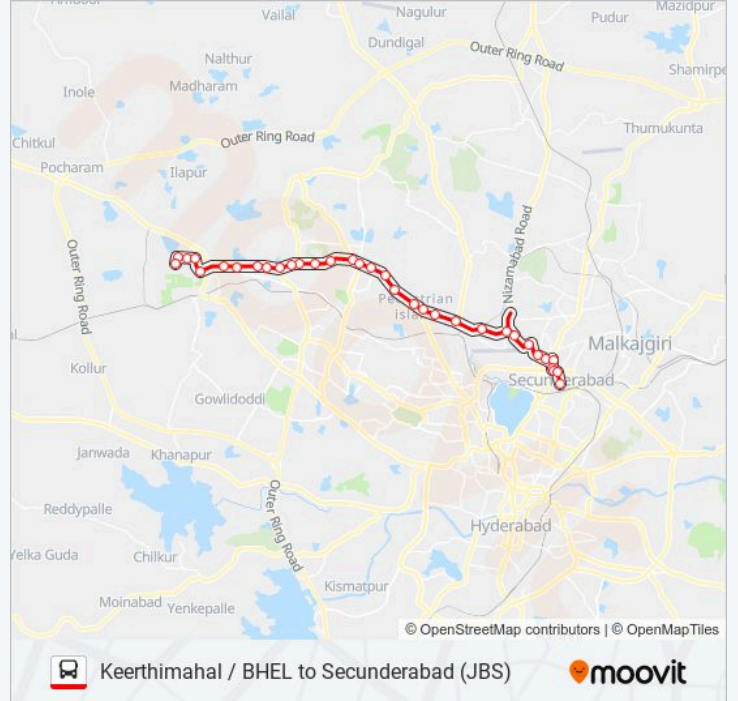 Vailal
Nagulur
Mazidpur
Pudur
Dundigal
Outer Ring Road
Nalthur
Shamirpe
Inole
Madharam
Thumukunta
Chitkul
Outer Ring Road
Pocharam
Ilapur
Nizamabad Road
Outer Ring Road
Malkajgiri
Kollur
Secunderabad
Gowlidoddi
Janwada
Khanapur
Outer Ring Road
Reddypalle
Hyderabad
Yelka Guda
Chilkur
Kismatpur
Moinabad
Yenkepalle
© OpenStreetMap contributors | © OpenMapTiles
Keerthimahal / BHEL to Secunderabad (JBS)
moovit